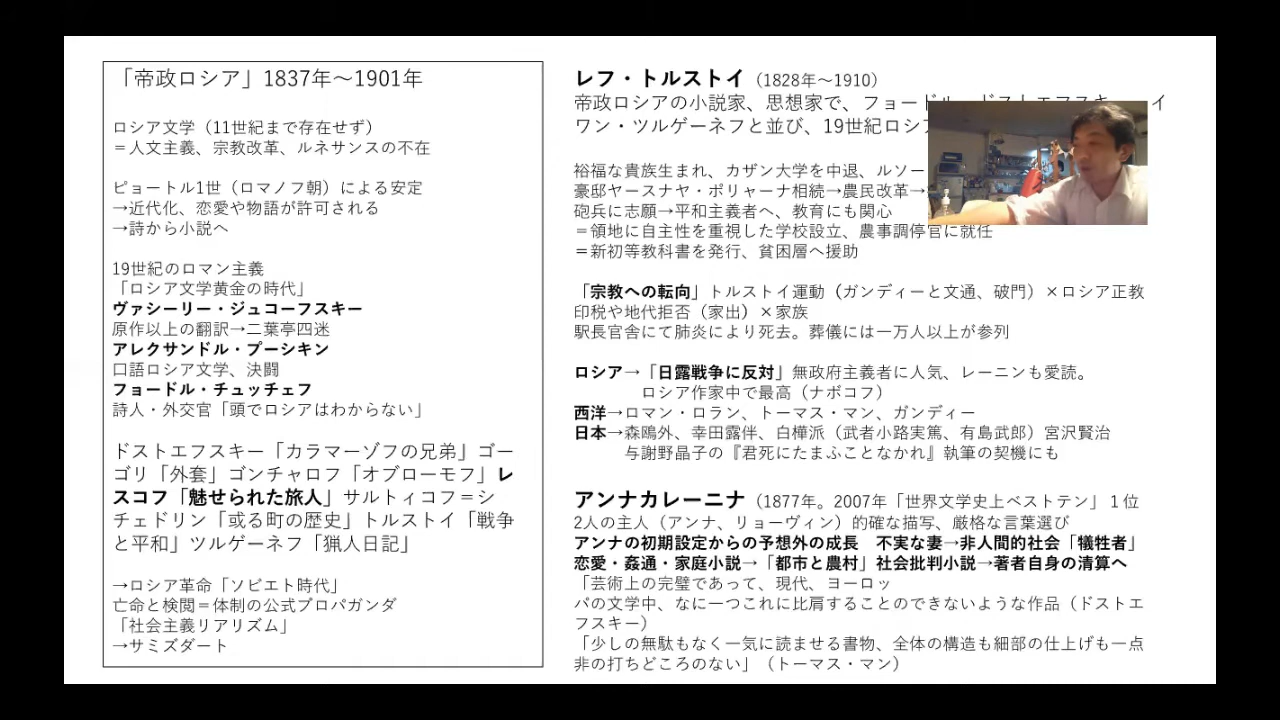 「帝政ロシア」1837年～1901年
ロシア文学（11世紀まで存在せず）
＝人文主義、宗教改革、ルネサンスの不在
ピョートル1世（ロマノフ朝）による安定
→近代化、恋愛や物語が許可される
→詩から小説へ
19世紀のロマン主義
「ロシア文学黄金の時代」
ヴァシーリー・ジュコーフスキー
原作以上の翻訳→二葉亭四迷
アレクサンドル・プーシキン
口語ロシア文学、決闘
フョードル・チュッチェフ
詩人・外交官「頭でロシアはわからない」
ドストエフスキー「カラマーゾフの兄弟」ゴー
ゴリ「外套」ゴンチャロフ「オブローモフ」レ
スコフ「魅せられた旅人」サルトィコフ＝シ
チェドリン「或る町の歴史」トルストイ「戦争
と平和」ツルゲーネフ「猟人日記」
→ロシア革命「ソビエト時代」
亡命と検閲＝体制の公式プロパガンダ
「社会主義リアリズム」
→サミズダート
レフ・トルストイ（1828年～1910）
帝政ロシアの小説家、思想家で、フョードル・ドストエフスキー、イ
ワン・ツルゲーネフと並び、19世紀ロシ
裕福な貴族生まれ、カザン大学を中退、ルソー
豪邸ヤースナヤ・ポリャーナ相続→農民改革→
砲兵に志願→平和主義者へ、教育にも関心
＝領地に自主性を重視した学校設立、農事調停官に就任
＝新初等教科書を発行、貧困層へ援助
「宗教への転向」トルストイ運動（ガンディーと文通、破門）×ロシア正教
印税や地代拒否（家出）×家族
駅長官舎にて肺炎により死去。葬儀には一万人以上が参列
ロシア→「日露戦争に反対」無政府主義者に人気、レーニンも愛読。
ロシア作家中で最高（ナボコフ）
西洋→ロマン・ロラン、トーマス・マン、ガンディー
日本→森鴎外、幸田露伴、白樺派（武者小路実篤、有島武郎）宮沢賢治
与謝野晶子の『君死にたまふことなかれ』執筆の契機にも
アンナカレーニナ（1877年。2007年「世界文学史上ベストテン」１位
2人の主人（アンナ、リョーヴィン）的確な描写、厳格な言葉選び
アンナの初期設定からの予想外の成長　不実な妻→非人間的社会「犠牲者」
恋愛・姦通・家庭小説→「都市と農村」社会批判小説→著者自身の清算へ
「芸術上の完璧であって、現代、ヨーロッ
パの文学中、なに一つこれに比肩することのできないような作品（ドストエ
フスキー）
「少しの無駄もなく一気に読ませる書物、全体の構造も細部の仕上げも一点
非の打ちどころのない」（トーマス・マン）